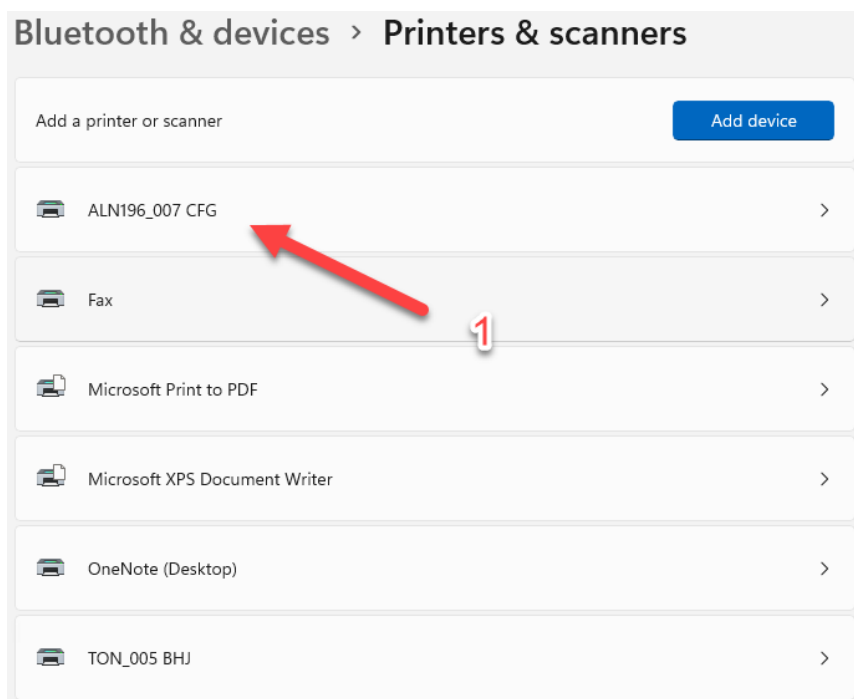 Bluetooth & devices > Printers & scanners
Add a printer or scanner
Add device
ALN196_007 CFG
Fax
1
Microsoft Print to PDF
Microsoft XPS Document Writer
OneNote (Desktop)
TON_005 BHJ